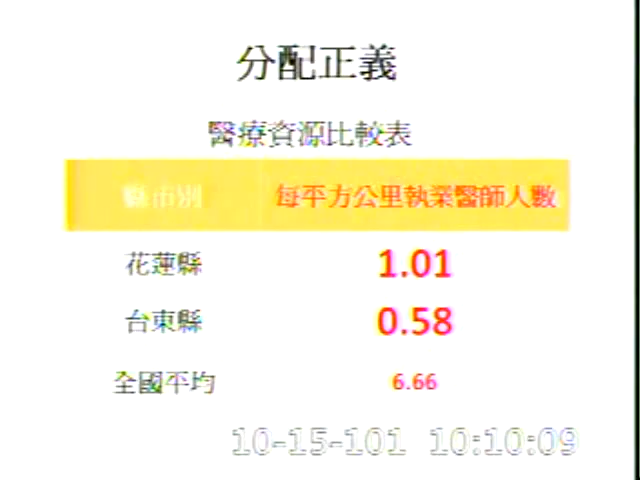 分配正義
醫療資源比較表
縣市別 每平方公里執業醫師人數
花蓮縣 1.01
台東縣 0.58
全國平均 6.66
10-15-101 10:10:09